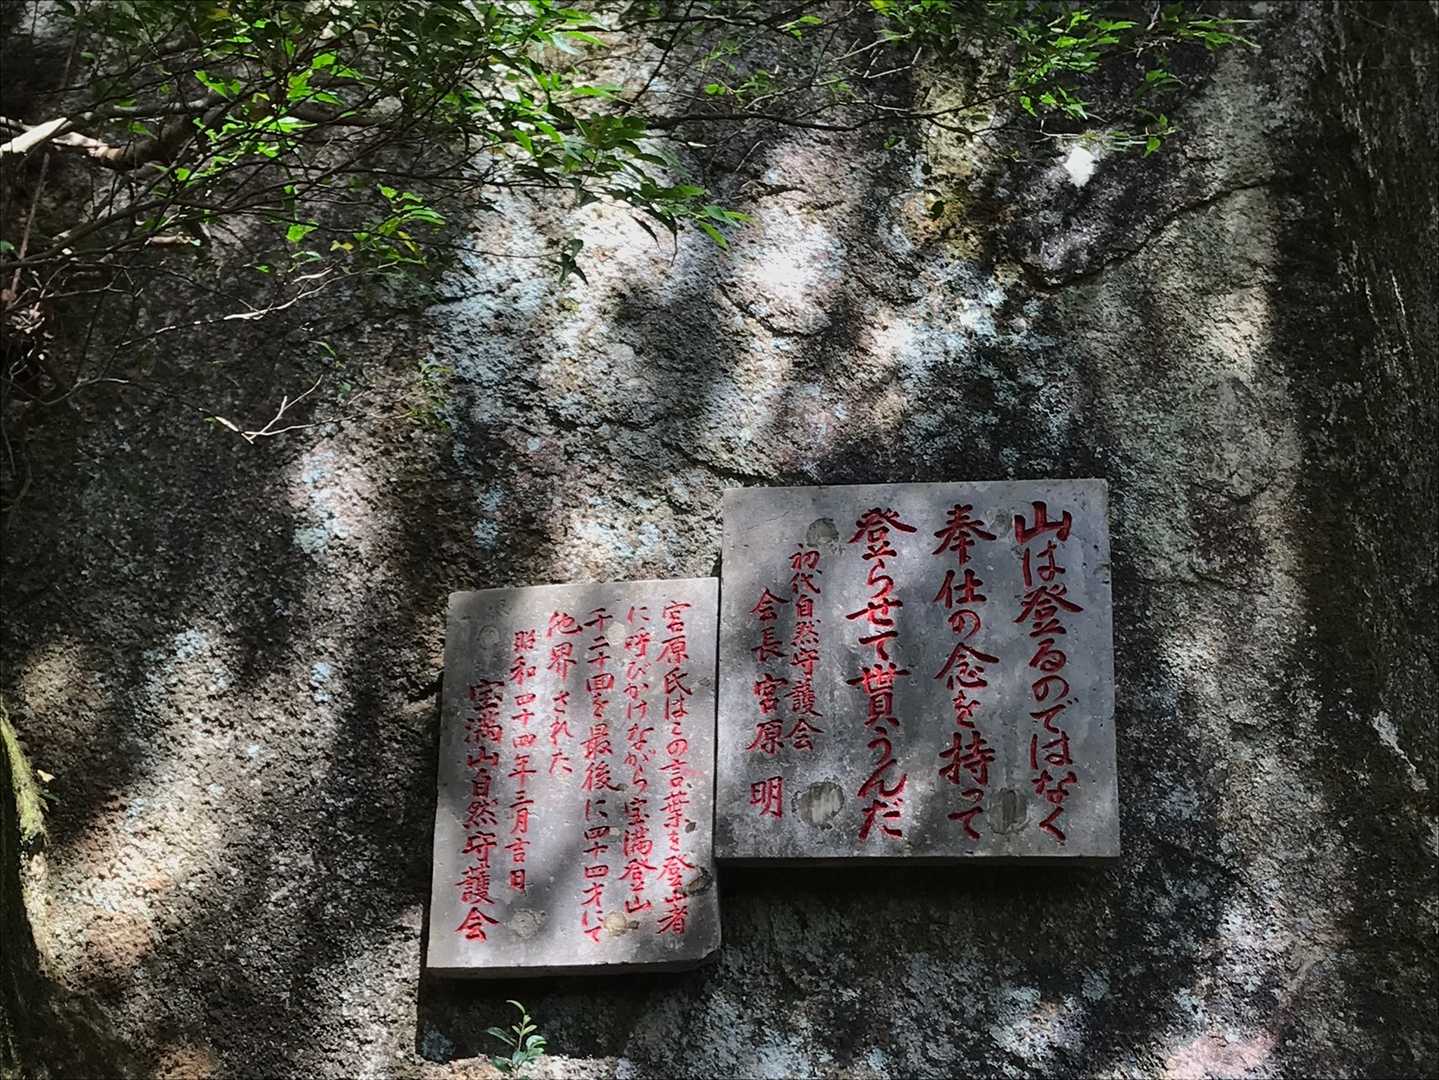 山は登るのではなく
奉仕の念を持って
登らせて貰うんだ
初代自然守護会
会長 宮原 明
宮原氏はこの言葉を登山者
に呼びかけながら宝満登山
千二十回を最後に四十四才にて
他界された
昭和四十四年三月吉日
宝満山自然守護会